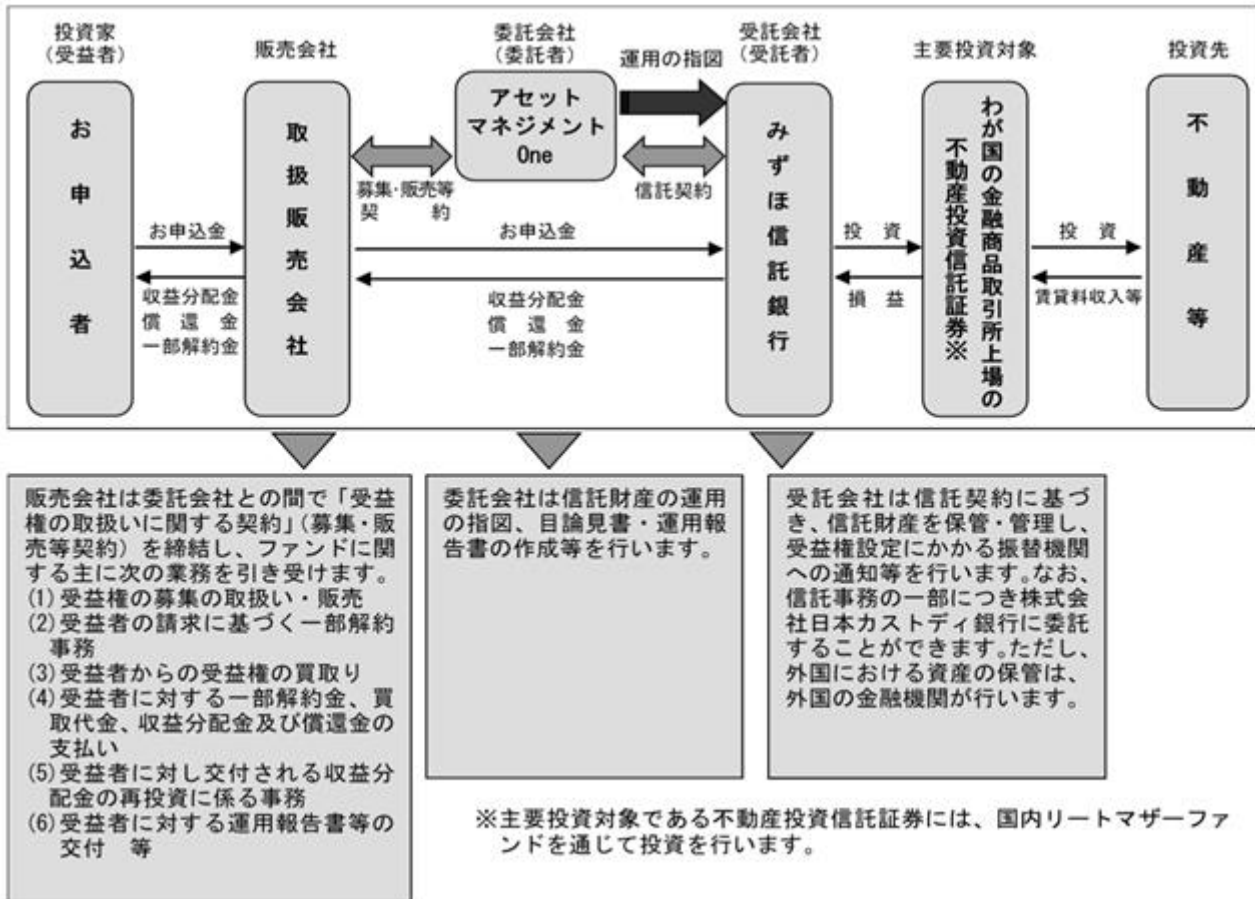 投資家
（受益者）
販売会社
委託会社
（委託者）
運用の指図
受託会社
（受託者）
主要投資対象
投資先
お申込者
取扱販売会社
アセット
マネジメント
One
みずほ信託銀行
わが国の金融商品取引所上場の
不動産投資信託証券※
不動産等
募集・販売等
契　　約
信託契約
お申込金
収益分配金
償　還　金
一部解約金
お申込金
収益分配金
償　還　金
一部解約金
投　資
損　益
投　資
賃貸料収入等
販売会社は委託会社との間で「受益
権の取扱いに関する契約」（募集・販
売等契約）を締結し、ファンドに関
する主に次の業務を引き受けます。
(1)受益権の募集の取扱い・販売
(2)受益者の請求に基づく一部解約
事務
(3)受益者からの受益権の買取り
(4)受益者に対する一部解約金、買
取代金、収益分配金及び償還金の
支払い
(5)受益者に対し交付される収益分
配金の再投資に係る事務
(6)受益者に対する運用報告書等の
交付　等
委託会社は信託財産の運用
の指図、目論見書・運用報
告書の作成等を行います。
受託会社は信託契約に基づ
き、信託財産を保管・管理し、
受益権設定にかかる振替機関
への通知等を行います。なお、
信託事務の一部につき株式会
社日本カストディ銀行に委託
することができます。ただし、
外国における資産の保管は、
外国の金融機関が行います。
※主要投資対象である不動産投資信託証券には、国内リートマザーファ
ンドを通じて投資を行います。